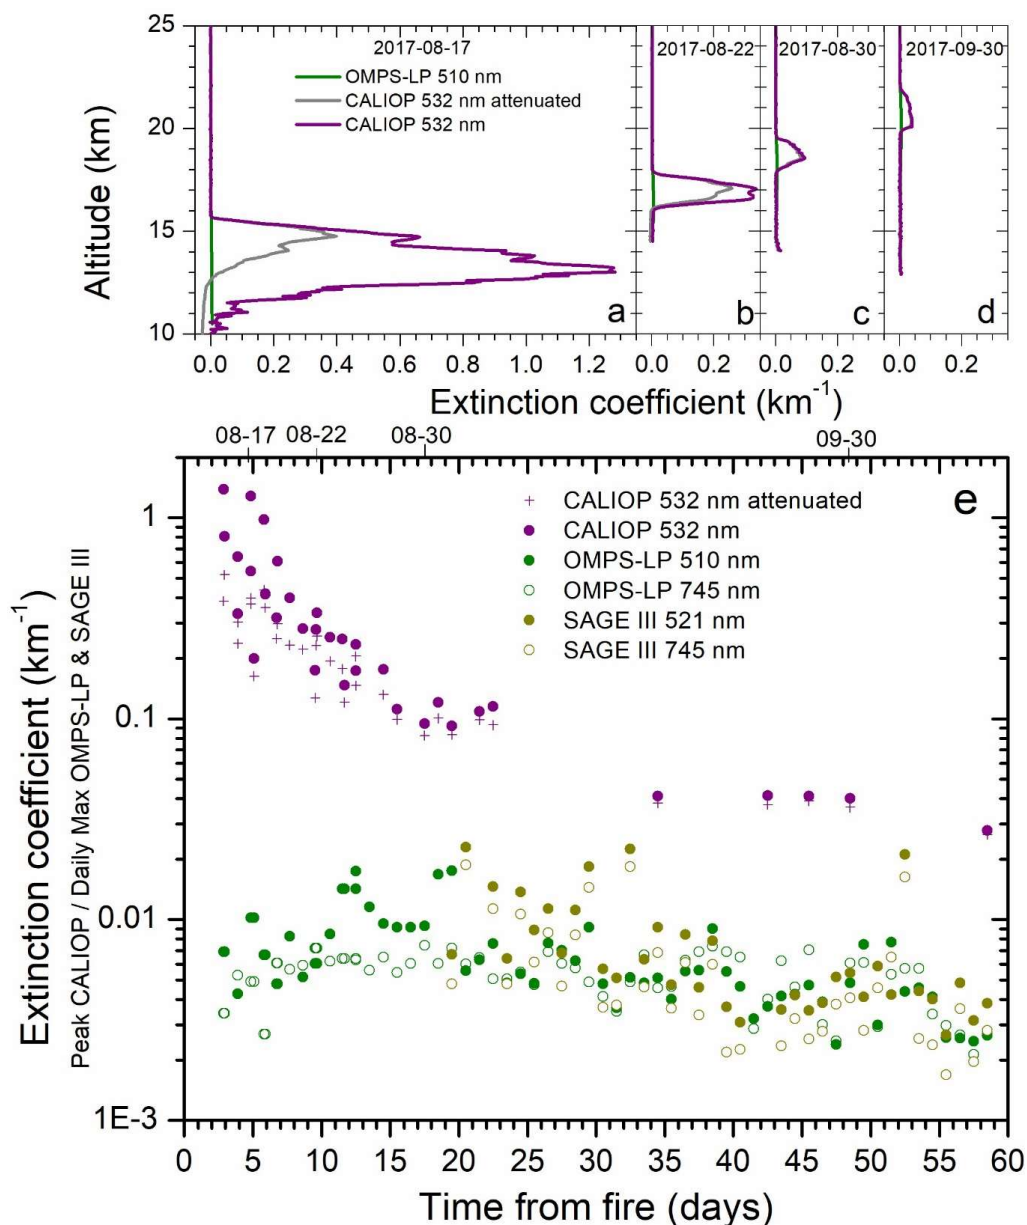 2017-08-17
2017-08-22
2017-08-30
2017-09-30
OMPS-LP 510 nm
CALIOP 532 nm attenuated
CALIOP 532 nm
Altitude (km)
25
20
15
10
a
b
c
d
0.0 0.2 0.4 0.6 0.8 1.0 1.2
0.0 0.2
0.0 0.2
0.0 0.2
Extinction coefficient (km⁻¹)
08-17
08-22
08-30
09-30
e
CALIOP 532 nm attenuated
CALIOP 532 nm
OMPS-LP 510 nm
OMPS-LP 745 nm
SAGE III 521 nm
SAGE III 745 nm
Extinction coefficient (km⁻¹)
Peak CALIOP / Daily Max OMPS-LP & SAGE III
1
0.1
0.01
1E-3
0 5 10 15 20 25 30 35 40 45 50 55 60
Time from fire (days)